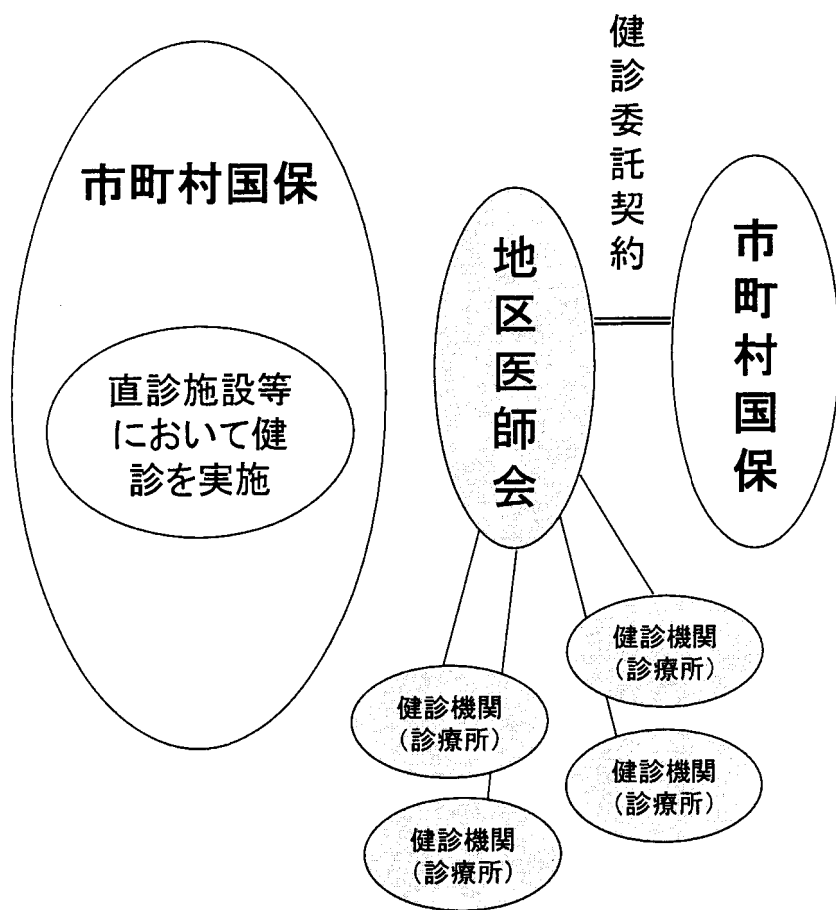 市町村国保
直診施設等
において健
診を実施
健診委託契約
地区医師会
市町村国保
健診機関
（診療所）
健診機関
（診療所）
健診機関
（診療所）
健診機関
（診療所）